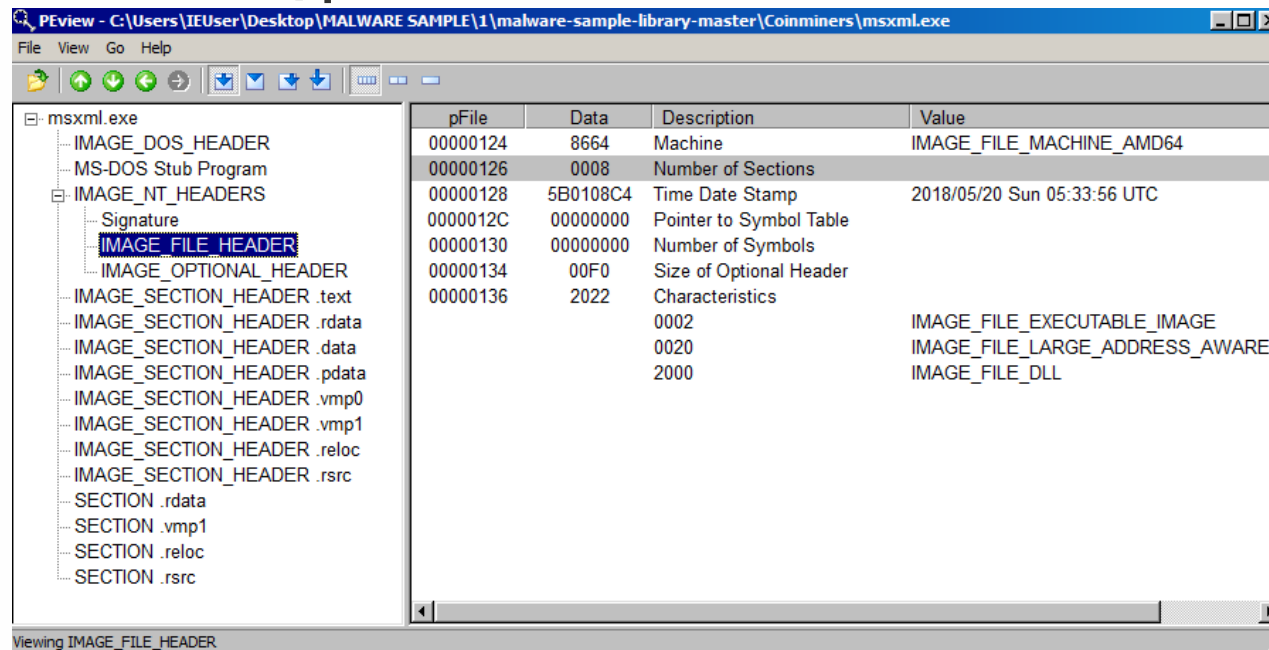 PEview - C:\Users\IEUser\Desktop\MALWARE SAMPLE\1\malware-sample-library-master\Coinminers\msxml.exe
File View Go Help
msxml.exe
IMAGE_DOS_HEADER
MS-DOS Stub Program
IMAGE_NT_HEADERS
Signature
IMAGE_FILE_HEADER
IMAGE_OPTIONAL_HEADER
IMAGE_SECTION_HEADER .text
IMAGE_SECTION_HEADER .rdata
IMAGE_SECTION_HEADER .data
IMAGE_SECTION_HEADER .pdata
IMAGE_SECTION_HEADER .vmp0
IMAGE_SECTION_HEADER .vmp1
IMAGE_SECTION_HEADER .reloc
IMAGE_SECTION_HEADER .rsrc
SECTION .rdata
SECTION .vmp1
SECTION .reloc
SECTION .rsrc
pFile Data Description Value
00000124 8664 Machine IMAGE_FILE_MACHINE_AMD64
00000126 0008 Number of Sections
00000128 5B0108C4 Time Date Stamp 2018/05/20 Sun 05:33:56 UTC
0000012C 00000000 Pointer to Symbol Table
00000130 00000000 Number of Symbols
00000134 00F0 Size of Optional Header
00000136 2022 Characteristics
0002 IMAGE_FILE_EXECUTABLE_IMAGE
0020 IMAGE_FILE_LARGE_ADDRESS_AWARE
2000 IMAGE_FILE_DLL
Viewing IMAGE_FILE_HEADER